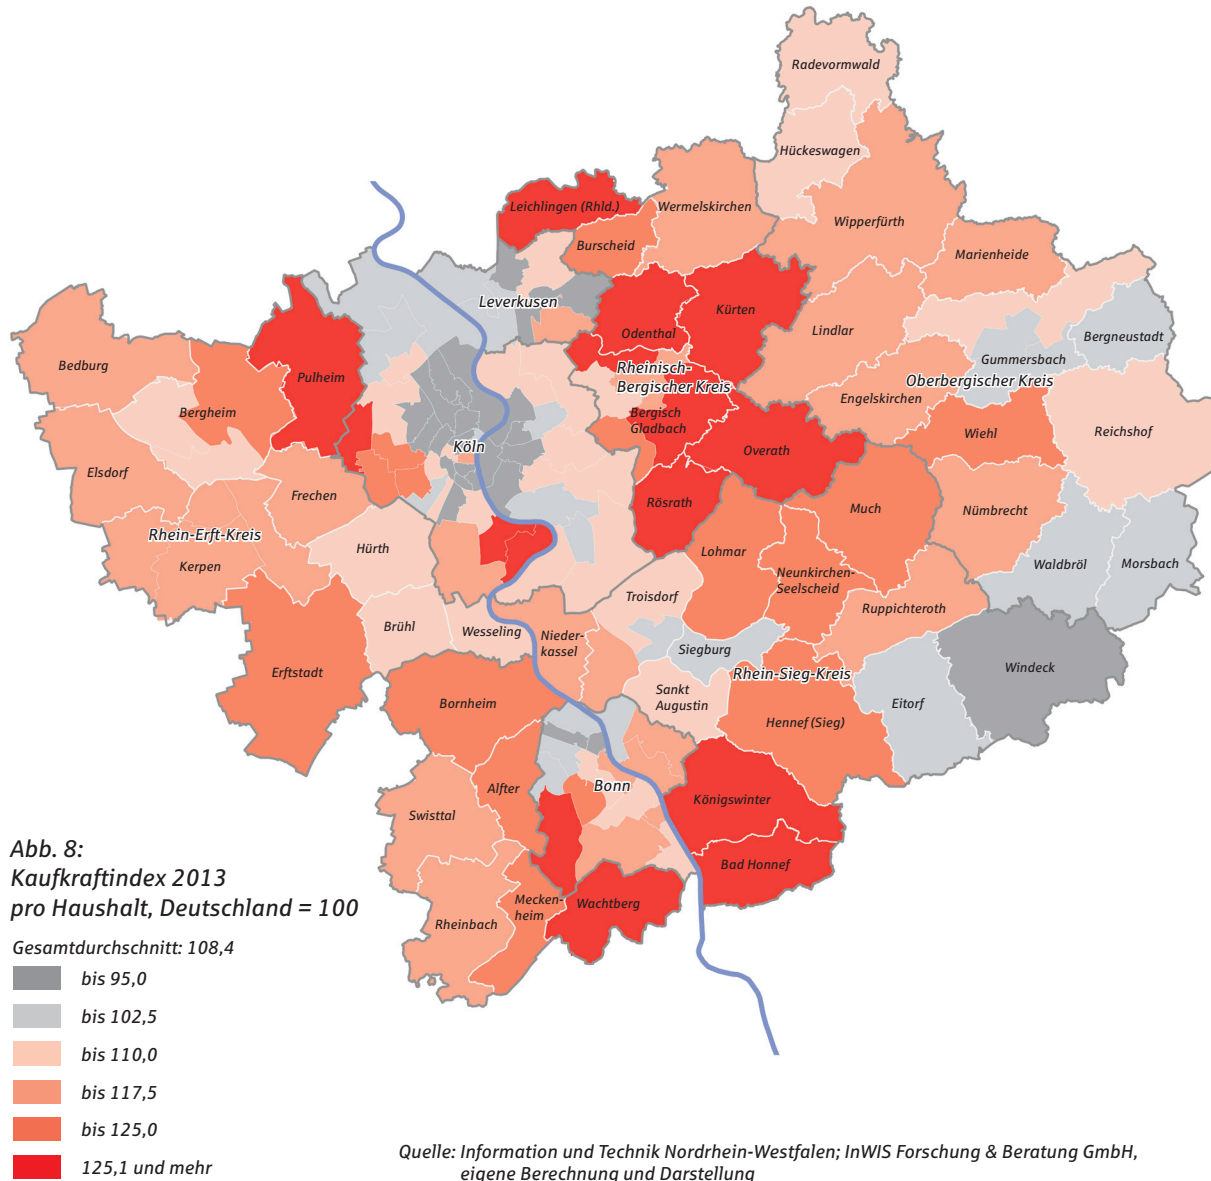 Radevormwald
Hückeswagen
Leichlingen (Rhld.)
Wermelskirchen
Wipperfürth
Burscheid
Marienheide
Leverkusen
Kürten
Odenthal
Lindlar
Bergneustadt
Gummersbach
Bedburg
Pulheim
Rheinisch-
Bergischer Kreis
Oberbergischer Kreis
Engelskirchen
Bergheim
Bergisch
Gladbach
Wiehl
Reichshof
Köln
Overath
Elsdorf
Frechen
Rösrath
Much
Nümbrecht
Rhein-Erft-Kreis
Hürth
Lohmar
Kerpen
Neunkirchen-
Seelscheid
Waldbröl
Morsbach
Troisdorf
Ruppichteroth
Brühl
Wesseling
Nieder-
kassel
Siegburg
Erftstadt
Rhein-Sieg-Kreis
Windeck
Sankt
Augustin
Bornheim
Hennef (Sieg)
Eitorf
Alfter
Bonn
Königswinter
Swisttal
Bad Honnef
Mecken-
heim
Wachtberg
Rheinbach
Abb. 8:
Kaufkraftindex 2013
pro Haushalt, Deutschland = 100
Gesamtdurchschnitt: 108,4
bis 95,0
bis 102,5
bis 110,0
bis 117,5
bis 125,0
125,1 und mehr
Quelle: Information und Technik Nordrhein-Westfalen; InWIS Forschung & Beratung GmbH,
eigene Berechnung und Darstellung